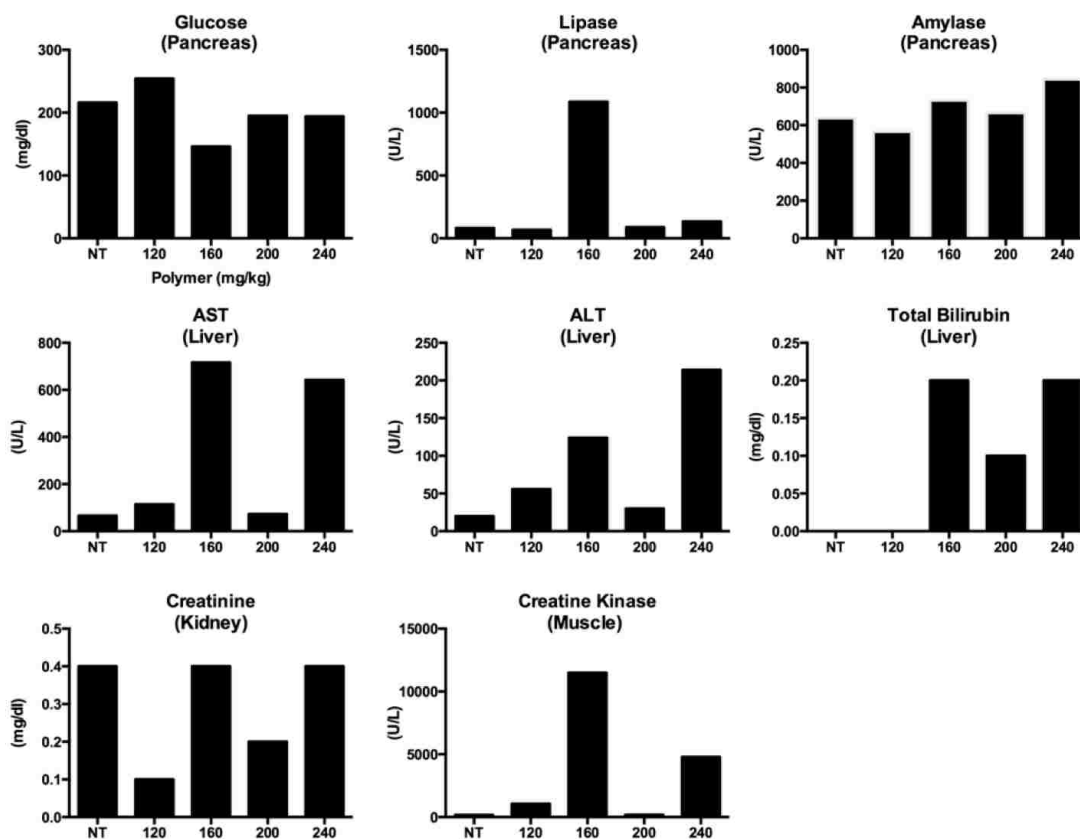 Glucose
(Pancreas)
300
200
100
0
(mg/dl)
NT 120 160 200 240
Polymer (mg/kg)
Lipase
(Pancreas)
1500
1000
500
0
(U/L)
NT 120 160 200 240
Amylase
(Pancreas)
1000
800
600
400
200
0
(U/L)
NT 120 160 200 240
AST
(Liver)
800
600
400
200
0
(U/L)
NT 120 160 200 240
ALT
(Liver)
250
200
150
100
50
0
(U/L)
NT 120 160 200 240
Total Bilirubin
(Liver)
0.25
0.20
0.15
0.10
0.05
0.00
(mg/dl)
NT 120 160 200 240
Creatinine
(Kidney)
0.5
0.4
0.3
0.2
0.1
0.0
(mg/dl)
NT 120 160 200 240
Creatine Kinase
(Muscle)
15000
10000
5000
0
(U/L)
NT 120 160 200 240